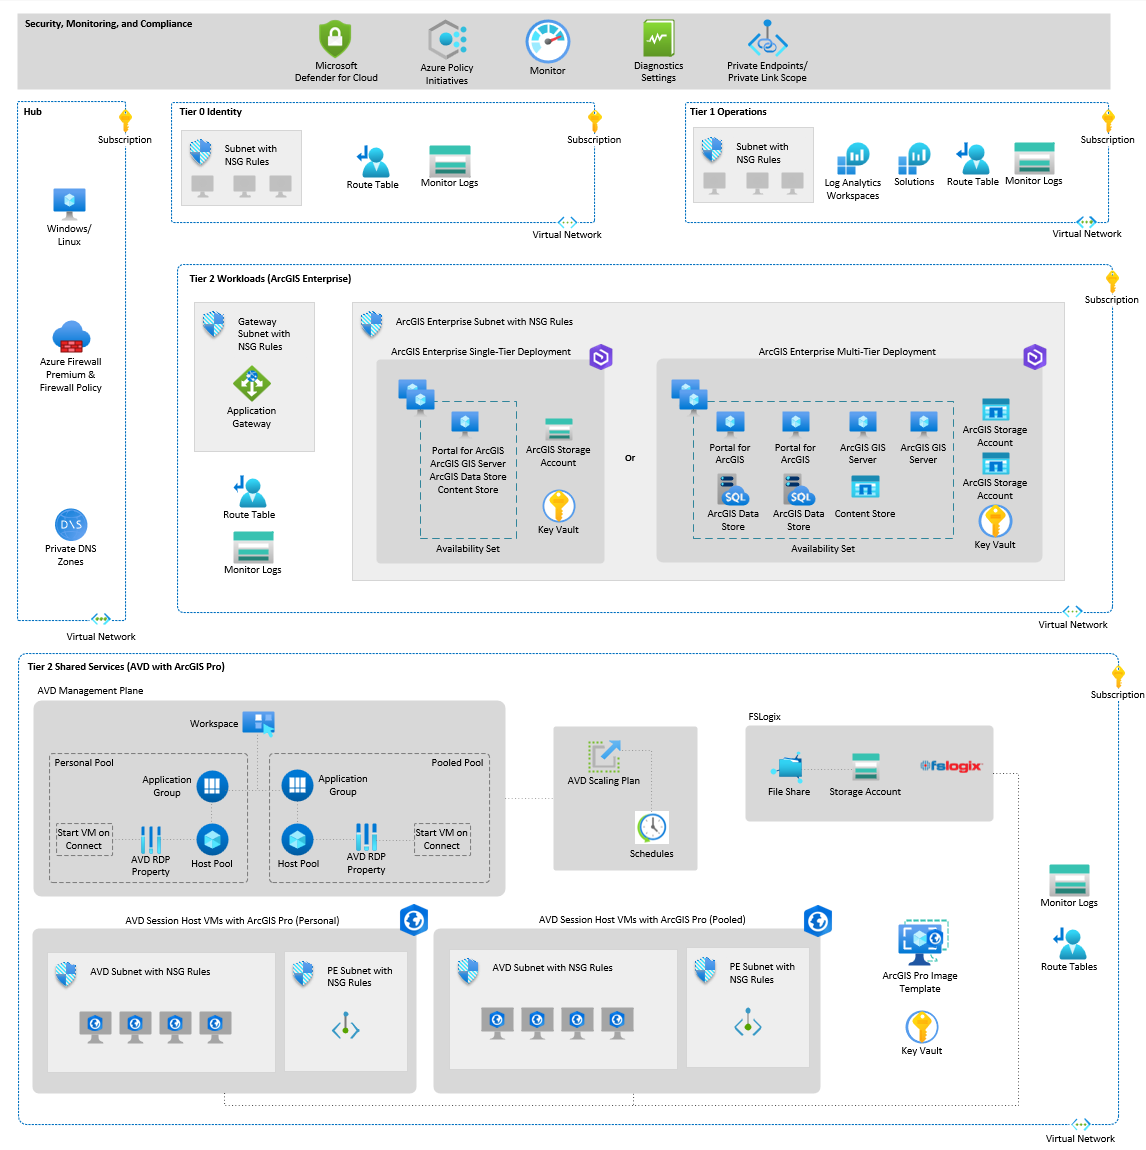 Security, Monitoring, and Compliance
Microsoft
Defender for Cloud
Azure Policy
Initiatives
Monitor
Diagnostics
Settings
Private Endpoints/
Private Link Scope
Hub
Subscription
Windows/
Linux
Azure Firewall
Premium &
Firewall Policy
DNS
Private DNS
Zones
Virtual Network
Tier 0 Identity
Subscription
Subnet with
NSG Rules
Route Table
Monitor Logs
Virtual Network
Tier 1 Operations
Subscription
Subnet with
NSG Rules
Log Analytics
Workspaces
Solutions
Route Table
Monitor Logs
Virtual Network
Tier 2 Workloads (ArcGIS Enterprise)
Subscription
Gateway
Subnet with
NSG Rules
Application
Gateway
Route Table
Monitor Logs
ArcGIS Enterprise Subnet with NSG Rules
ArcGIS Enterprise Single-Tier Deployment
Portal for ArcGIS
ArcGIS GIS Server
ArcGIS Data Store
Content Store
Availability Set
ArcGIS Storage
Account
Key Vault
Or
ArcGIS Enterprise Multi-Tier Deployment
Portal for
ArcGIS
Portal for
ArcGIS
ArcGIS GIS
Server
ArcGIS GIS
Server
SQL
ArcGIS Data
Store
SQL
ArcGIS Data
Store
Content Store
Availability Set
ArcGIS Storage
Account
ArcGIS Storage
Account
Key Vault
Virtual Network
Tier 2 Shared Services (AVD with ArcGIS Pro)
Subscription
AVD Management Plane
Workspace
Personal Pool
Application
Group
Start VM on
Connect
AVD RDP
Property
Host Pool
Pooled Pool
Application
Group
Host Pool
AVD RDP
Property
Start VM on
Connect
AVD Scaling Plan
Schedules
FSLogix
File Share
Storage Account
fslogix
Monitor Logs
Route Tables
AVD Session Host VMs with ArcGIS Pro (Personal)
AVD Subnet with NSG Rules
PE Subnet with
NSG Rules
AVD Session Host VMs with ArcGIS Pro (Pooled)
AVD Subnet with NSG Rules
PE Subnet with
NSG Rules
ArcGIS Pro Image
Template
Key Vault
Virtual Network